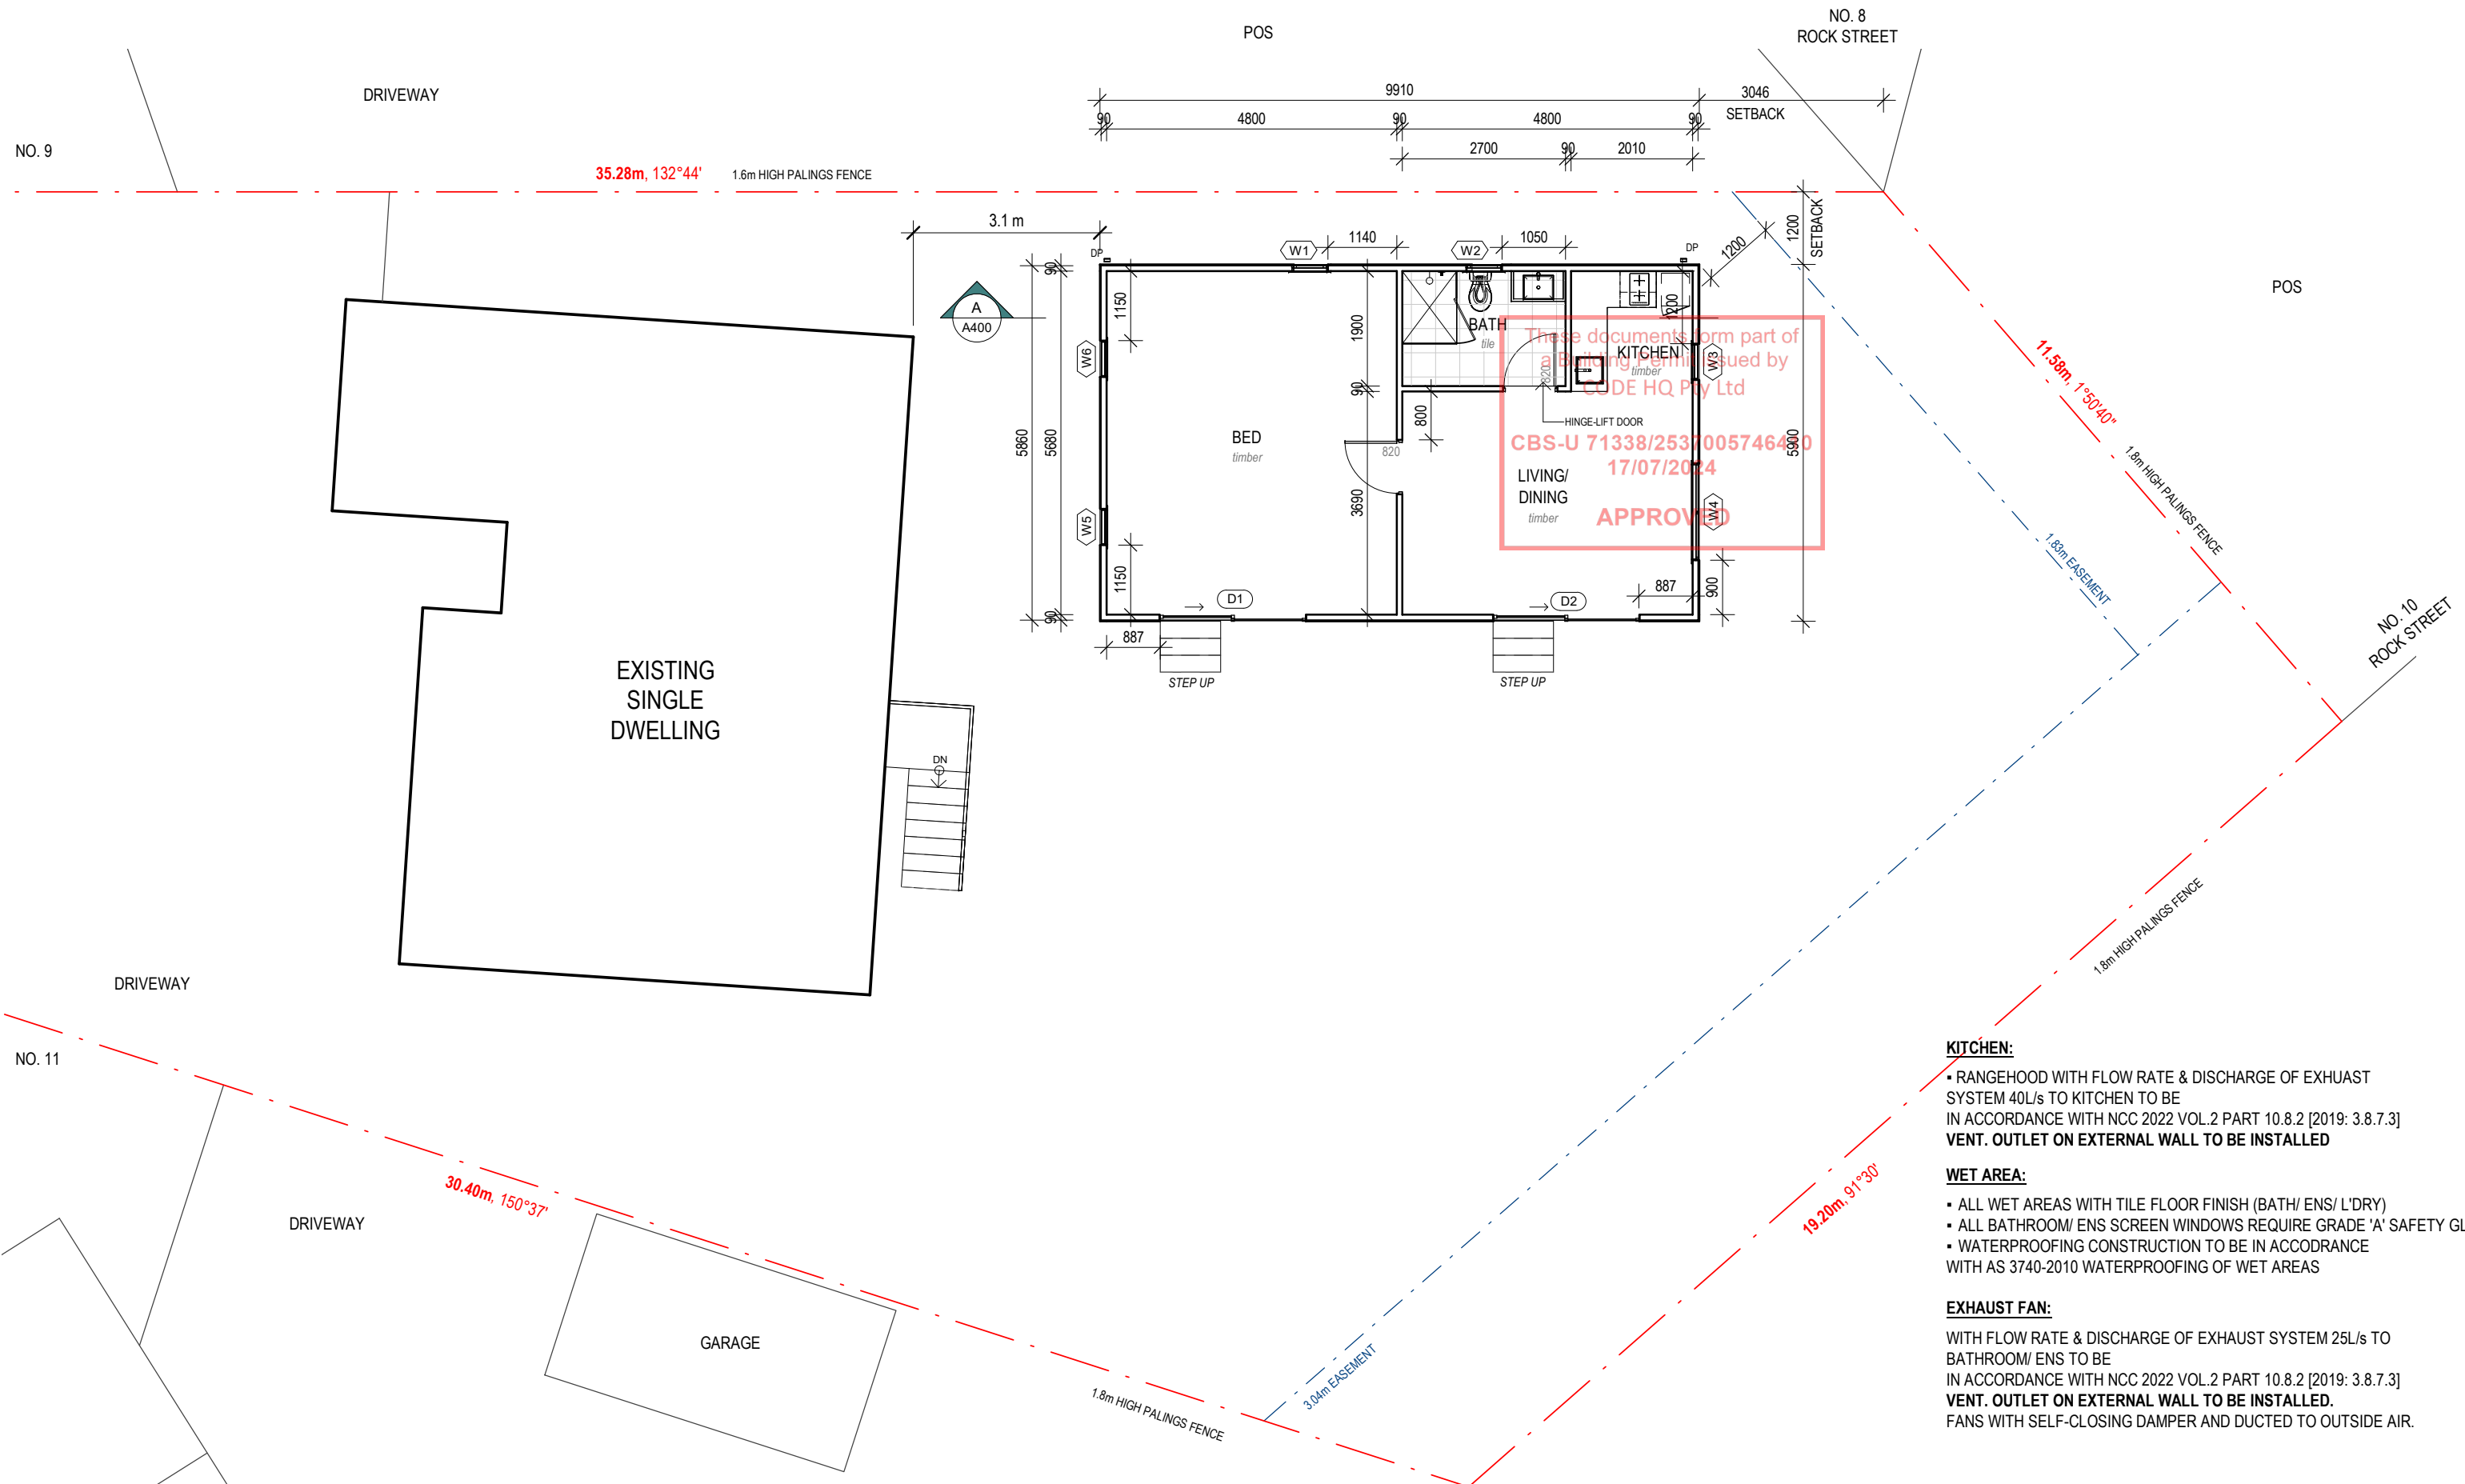 POS
NO. 8
ROCK STREET
DRIVEWAY
9910
3046
SETBACK
90
4800
90
4800
90
2700
90
2010
NO. 9
35.28m, 132°44'
1.6m HIGH PALINGS FENCE
3.1 m
1200
SETBACK
1200
DP
W1
1140
W2
1050
DP
POS
A
A400
90
1150
1900
BATH
tile
820
1200
KITCHEN
timber
W6
W3
These documents form part of
a Building Permit issued by
CODE HQ Pty Ltd
CBS-U 71338/2537005746480
17/07/2024
APPROVED
11.58m, 1°50'40"
1.8m HIGH PALINGS FENCE
90
800
HINGE-LIFT DOOR
5860
5680
BED
timber
820
5900
LIVING/
DINING
timber
3690
W5
W4
1150
D1
D2
887
900
90
887
STEP UP
STEP UP
1.83m EASEMENT
NO. 10
ROCK STREET
EXISTING
SINGLE
DWELLING
DN
1.8m HIGH PALINGS FENCE
DRIVEWAY
NO. 11
30.40m, 150°37'
DRIVEWAY
GARAGE
1.8m HIGH PALINGS FENCE
3.04m EASEMENT
19.20m, 91°30'
KITCHEN:
▪ RANGEHOOD WITH FLOW RATE & DISCHARGE OF EXHUAST
SYSTEM 40L/s TO KITCHEN TO BE
IN ACCORDANCE WITH NCC 2022 VOL.2 PART 10.8.2 [2019: 3.8.7.3]
VENT. OUTLET ON EXTERNAL WALL TO BE INSTALLED
WET AREA:
▪ ALL WET AREAS WITH TILE FLOOR FINISH (BATH/ ENS/ L'DRY)
▪ ALL BATHROOM/ ENS SCREEN WINDOWS REQUIRE GRADE 'A' SAFETY GL
▪ WATERPROOFING CONSTRUCTION TO BE IN ACCODRANCE
WITH AS 3740-2010 WATERPROOFING OF WET AREAS
EXHAUST FAN:
WITH FLOW RATE & DISCHARGE OF EXHAUST SYSTEM 25L/s TO
BATHROOM/ ENS TO BE
IN ACCORDANCE WITH NCC 2022 VOL.2 PART 10.8.2 [2019: 3.8.7.3]
VENT. OUTLET ON EXTERNAL WALL TO BE INSTALLED.
FANS WITH SELF-CLOSING DAMPER AND DUCTED TO OUTSIDE AIR.